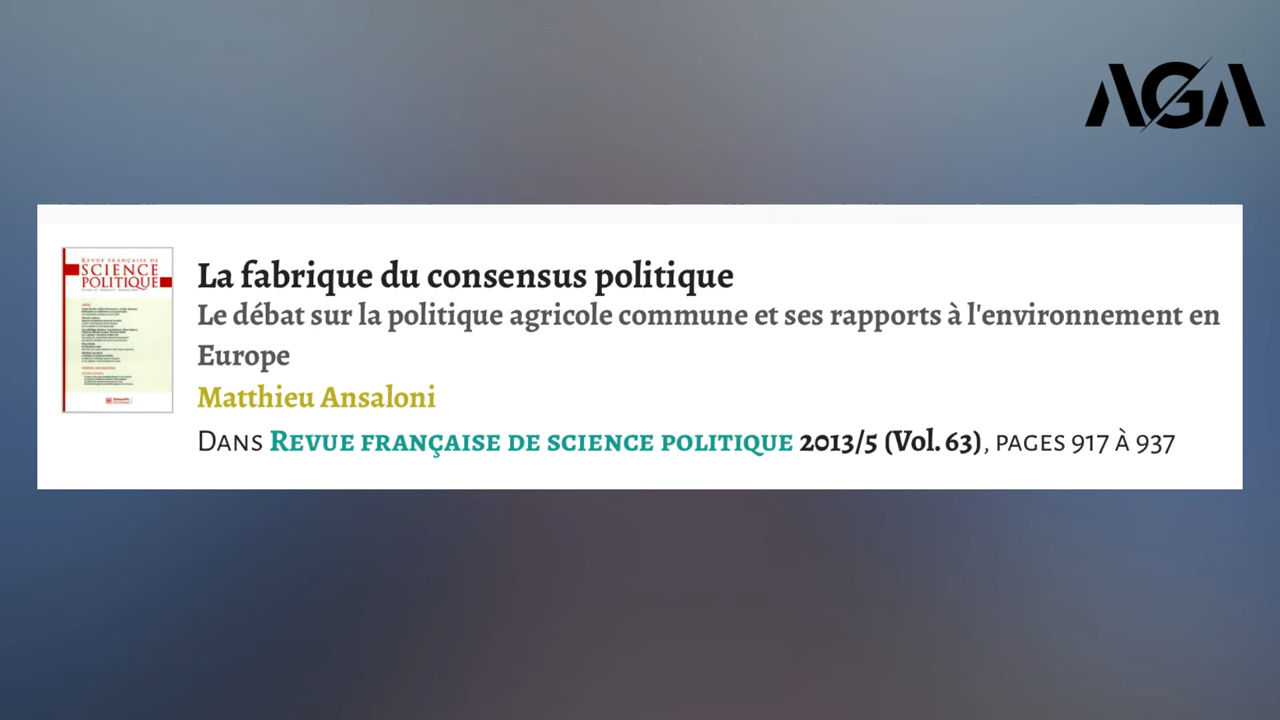 AGA
REVUE FRANÇAISE DE
SCIENCE
POLITIQUE
La fabrique du consensus politique
Le débat sur la politique agricole commune et ses rapports à l'environnement en
Europe
Matthieu Ansaloni
Dans Revue française de science politique 2013/5 (Vol. 63), pages 917 à 937